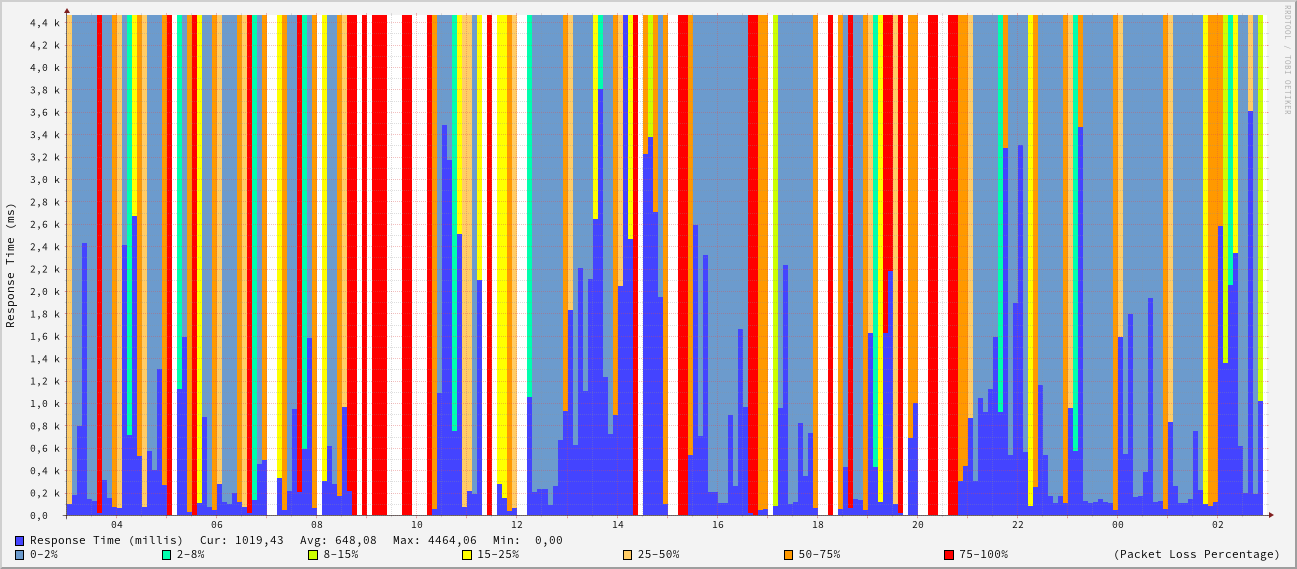 RRDTOOL / TOBI OETIKER
Response Time (ms)
4,4 k
4,2 k
4,0 k
3,8 k
3,6 k
3,4 k
3,2 k
3,0 k
2,8 k
2,6 k
2,4 k
2,2 k
2,0 k
1,8 k
1,6 k
1,4 k
1,2 k
1,0 k
0,8 k
0,6 k
0,4 k
0,2 k
0,0
04 06 08 10 12 14 16 18 20 22 00 02
Response Time (millis) Cur: 1019,43 Avg: 648,08 Max: 4464,06 Min: 0,00
0-2% 2-8% 8-15% 15-25% 25-50% 50-75% 75-100% (Packet Loss Percentage)